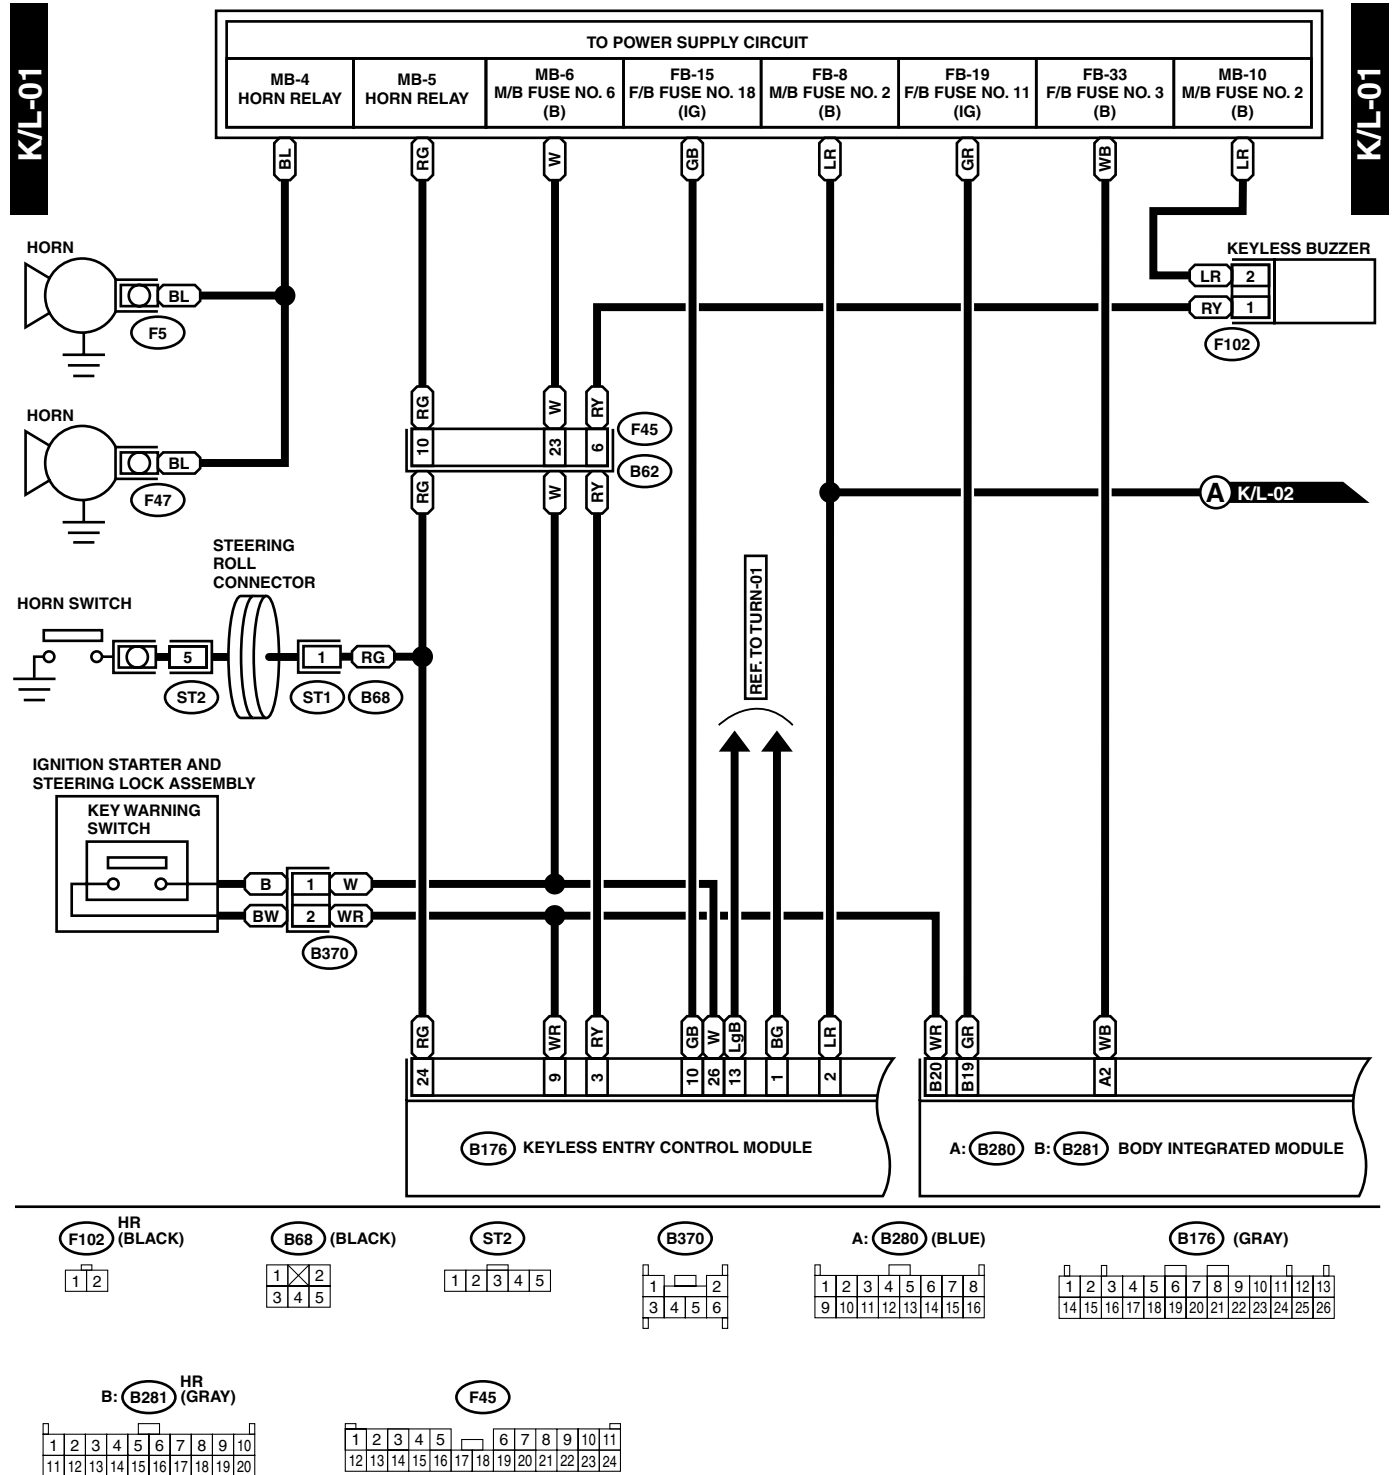 K/L-01
K/L-01
TO POWER SUPPLY CIRCUIT
MB-4
HORN RELAY
MB-5
HORN RELAY
MB-6
M/B FUSE NO. 6
(B)
FB-15
F/B FUSE NO. 18
(IG)
FB-8
M/B FUSE NO. 2
(B)
FB-19
F/B FUSE NO. 11
(IG)
FB-33
F/B FUSE NO. 3
(B)
MB-10
M/B FUSE NO. 2
(B)
BL
RG
W
GB
LR
GR
WB
LR
HORN
BL
F5
KEYLESS BUZZER
LR
2
RY
1
F102
HORN
BL
F47
RG
W
RY
10
23
6
F45
B62
RG
W
RY
A
K/L-02
STEERING
ROLL
CONNECTOR
HORN SWITCH
5
1
RG
ST2
ST1
B68
REF. TO TURN-01
IGNITION STARTER AND
STEERING LOCK ASSEMBLY
KEY WARNING
SWITCH
B
1
W
BW
2
WR
B370
RG
WR
RY
GB
W
LgB
BG
LR
WR
GR
WB
24
9
3
10
26
13
1
2
B20
B19
A2
B176
KEYLESS ENTRY CONTROL MODULE
A:
B280
B:
B281
BODY INTEGRATED MODULE
F102
HR
(BLACK)
1 2
B68
(BLACK)
1 2
3 4 5
ST2
1 2 3 4 5
B370
1 2
3 4 5 6
A:
B280
(BLUE)
1 2 3 4 5 6 7 8
9 10 11 12 13 14 15 16
B176
(GRAY)
1 2 3 4 5 6 7 8 9 10 11 12 13
14 15 16 17 18 19 20 21 22 23 24 25 26
B:
B281
HR
(GRAY)
1 2 3 4 5 6 7 8 9 10
11 12 13 14 15 16 17 18 19 20
F45
1 2 3 4 5 6 7 8 9 10 11
12 13 14 15 16 17 18 19 20 21 22 23 24